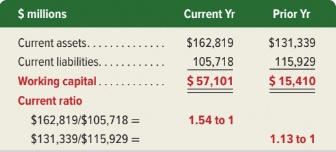 $ millions Current Yr Prior Yr
Current assets. . . . . . . . . . . . . $162,819 $131,339
Current liabilities. . . . . . . . . . . 105,718 115,929
Working capital . . . . . . . . . . . $ 57,101 $ 15,410
Current ratio
$162,819/$105,718 = 1.54 to 1
$131,339/$115,929 = 1.13 to 1